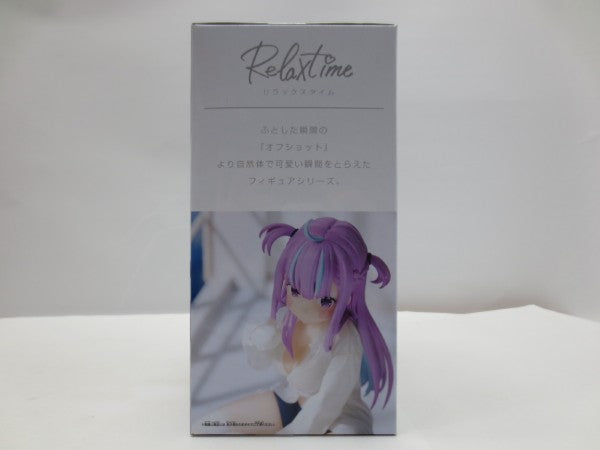 Relaxtime
リラックスタイム
ふとした瞬間の
「オフショット」
より自然体で可愛い瞬間をとらえた
フィギュアシリーズ。